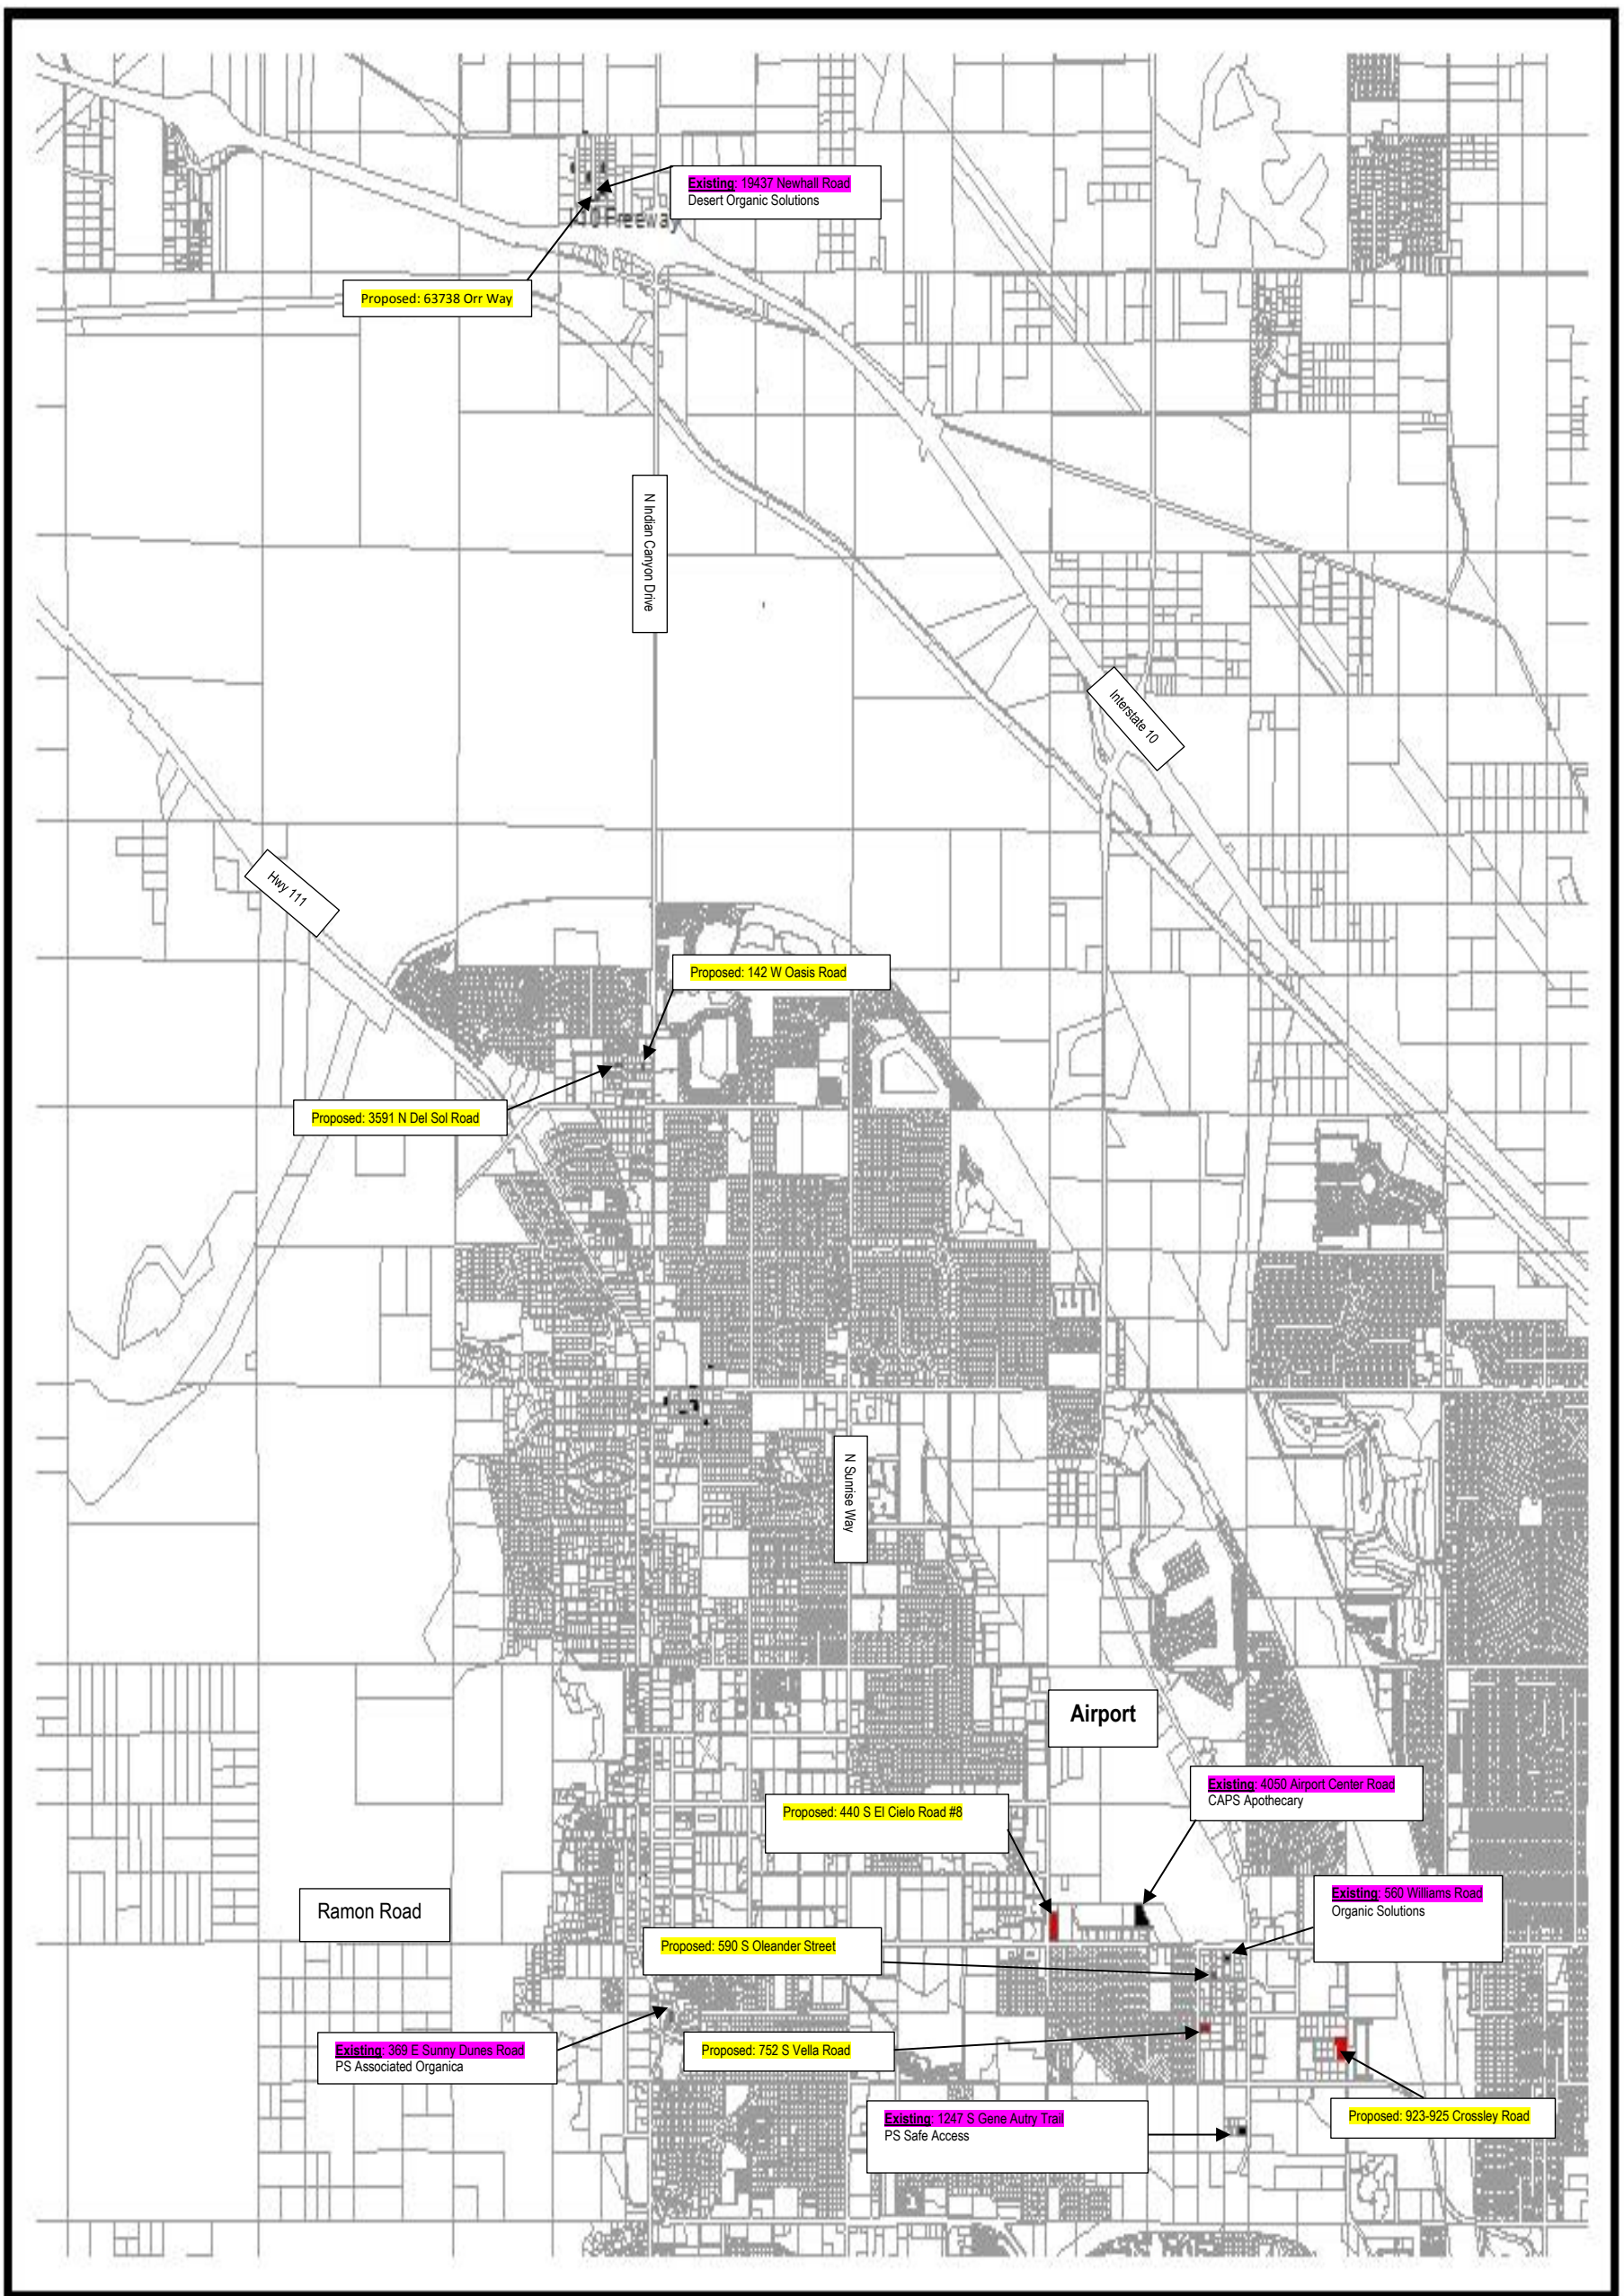 Existing: 19437 Newhall Road
Desert Organic Solutions
I-10 Freeway
Proposed: 63738 Orr Way
N Indian Canyon Drive
Interstate 10
Hwy 111
Proposed: 142 W Oasis Road
Proposed: 3591 N Del Sol Road
N Sunrise Way
Airport
Existing: 4050 Airport Center Road
CAPS Apothecary
Proposed: 440 S El Cielo Road #8
Existing: 560 Williams Road
Organic Solutions
Ramon Road
Proposed: 590 S Oleander Street
Existing: 369 E Sunny Dunes Road
PS Associated Organica
Proposed: 752 S Vella Road
Existing: 1247 S Gene Autry Trail
PS Safe Access
Proposed: 923-925 Crossley Road